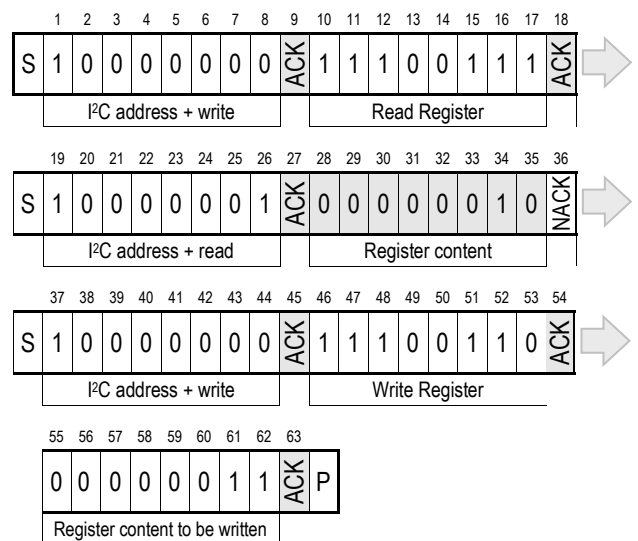 1 2 3 4 5 6 7 8 9 10 11 12 13 14 15 16 17 18
S 1 0 0 0 0 0 0 0 ACK 1 1 1 0 0 1 1 1 ACK
I²C address + write Read Register
19 20 21 22 23 24 25 26 27 28 29 30 31 32 33 34 35 36
S 1 0 0 0 0 0 0 1 ACK 0 0 0 0 0 0 1 0 NACK
I²C address + read Register content
37 38 39 40 41 42 43 44 45 46 47 48 49 50 51 52 53 54
S 1 0 0 0 0 0 0 0 ACK 1 1 1 0 0 1 1 0 ACK
I²C address + write Write Register
55 56 57 58 59 60 61 62 63
0 0 0 0 0 0 1 1 ACK P
Register content to be written